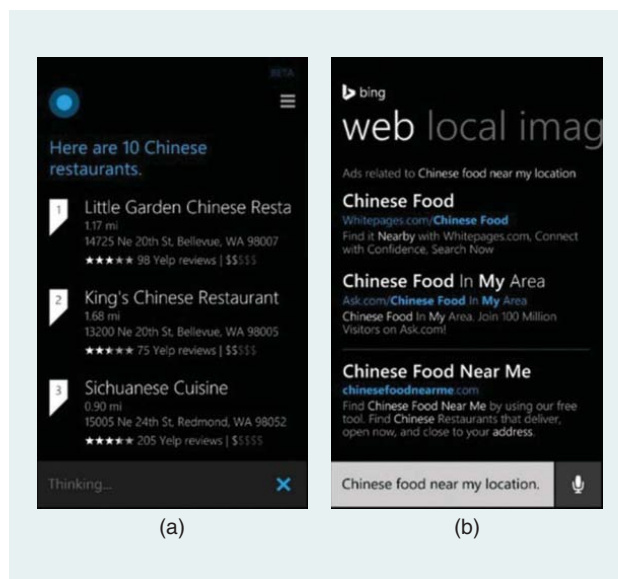 BETA
Here are 10 Chinese
restaurants.
1
Little Garden Chinese Resta
1.17 mi
14725 Ne 20th St, Bellevue, WA 98007
★★★★★ 98 Yelp reviews | $$$$$
2
King's Chinese Restaurant
1.68 mi
13200 Ne 20th St, Bellevue, WA 98005
★★★★★ 75 Yelp reviews | $$$$$
3
Sichuanese Cuisine
0.90 mi
15005 Ne 24th St, Redmond, WA 98052
★★★★★ 205 Yelp reviews | $$$$$
Thinking...
(a)
bing
web local imag
Ads related to Chinese food near my location
Chinese Food
Whitepages.com/Chinese Food
Find it Nearby with Whitepages.com, Connect
with Confidence, Search Now
Chinese Food In My Area
Ask.com/Chinese Food In My Area
Chinese Food In My Area. Join 100 Million
Visitors on Ask.com!
Chinese Food Near Me
chinesefoodnearme.com
Find Chinese Food Near Me by using our free
tool. Find Chinese Restaurants that deliver,
open now, and close to your address.
Chinese food near my location.
(b)